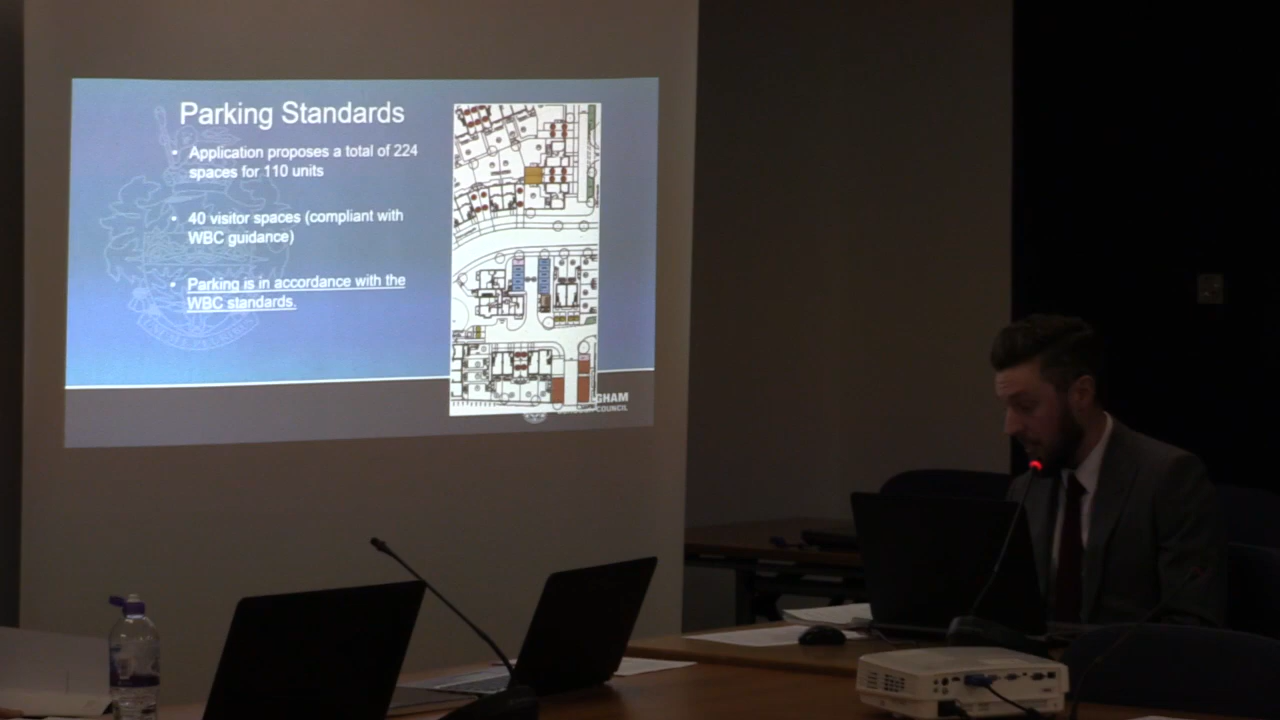 Parking Standards
• Application proposes a total of 224
spaces for 110 units
• 40 visitor spaces (compliant with
WBC guidance)
• Parking is in accordance with the
WBC standards.
GHAM
COUNCIL